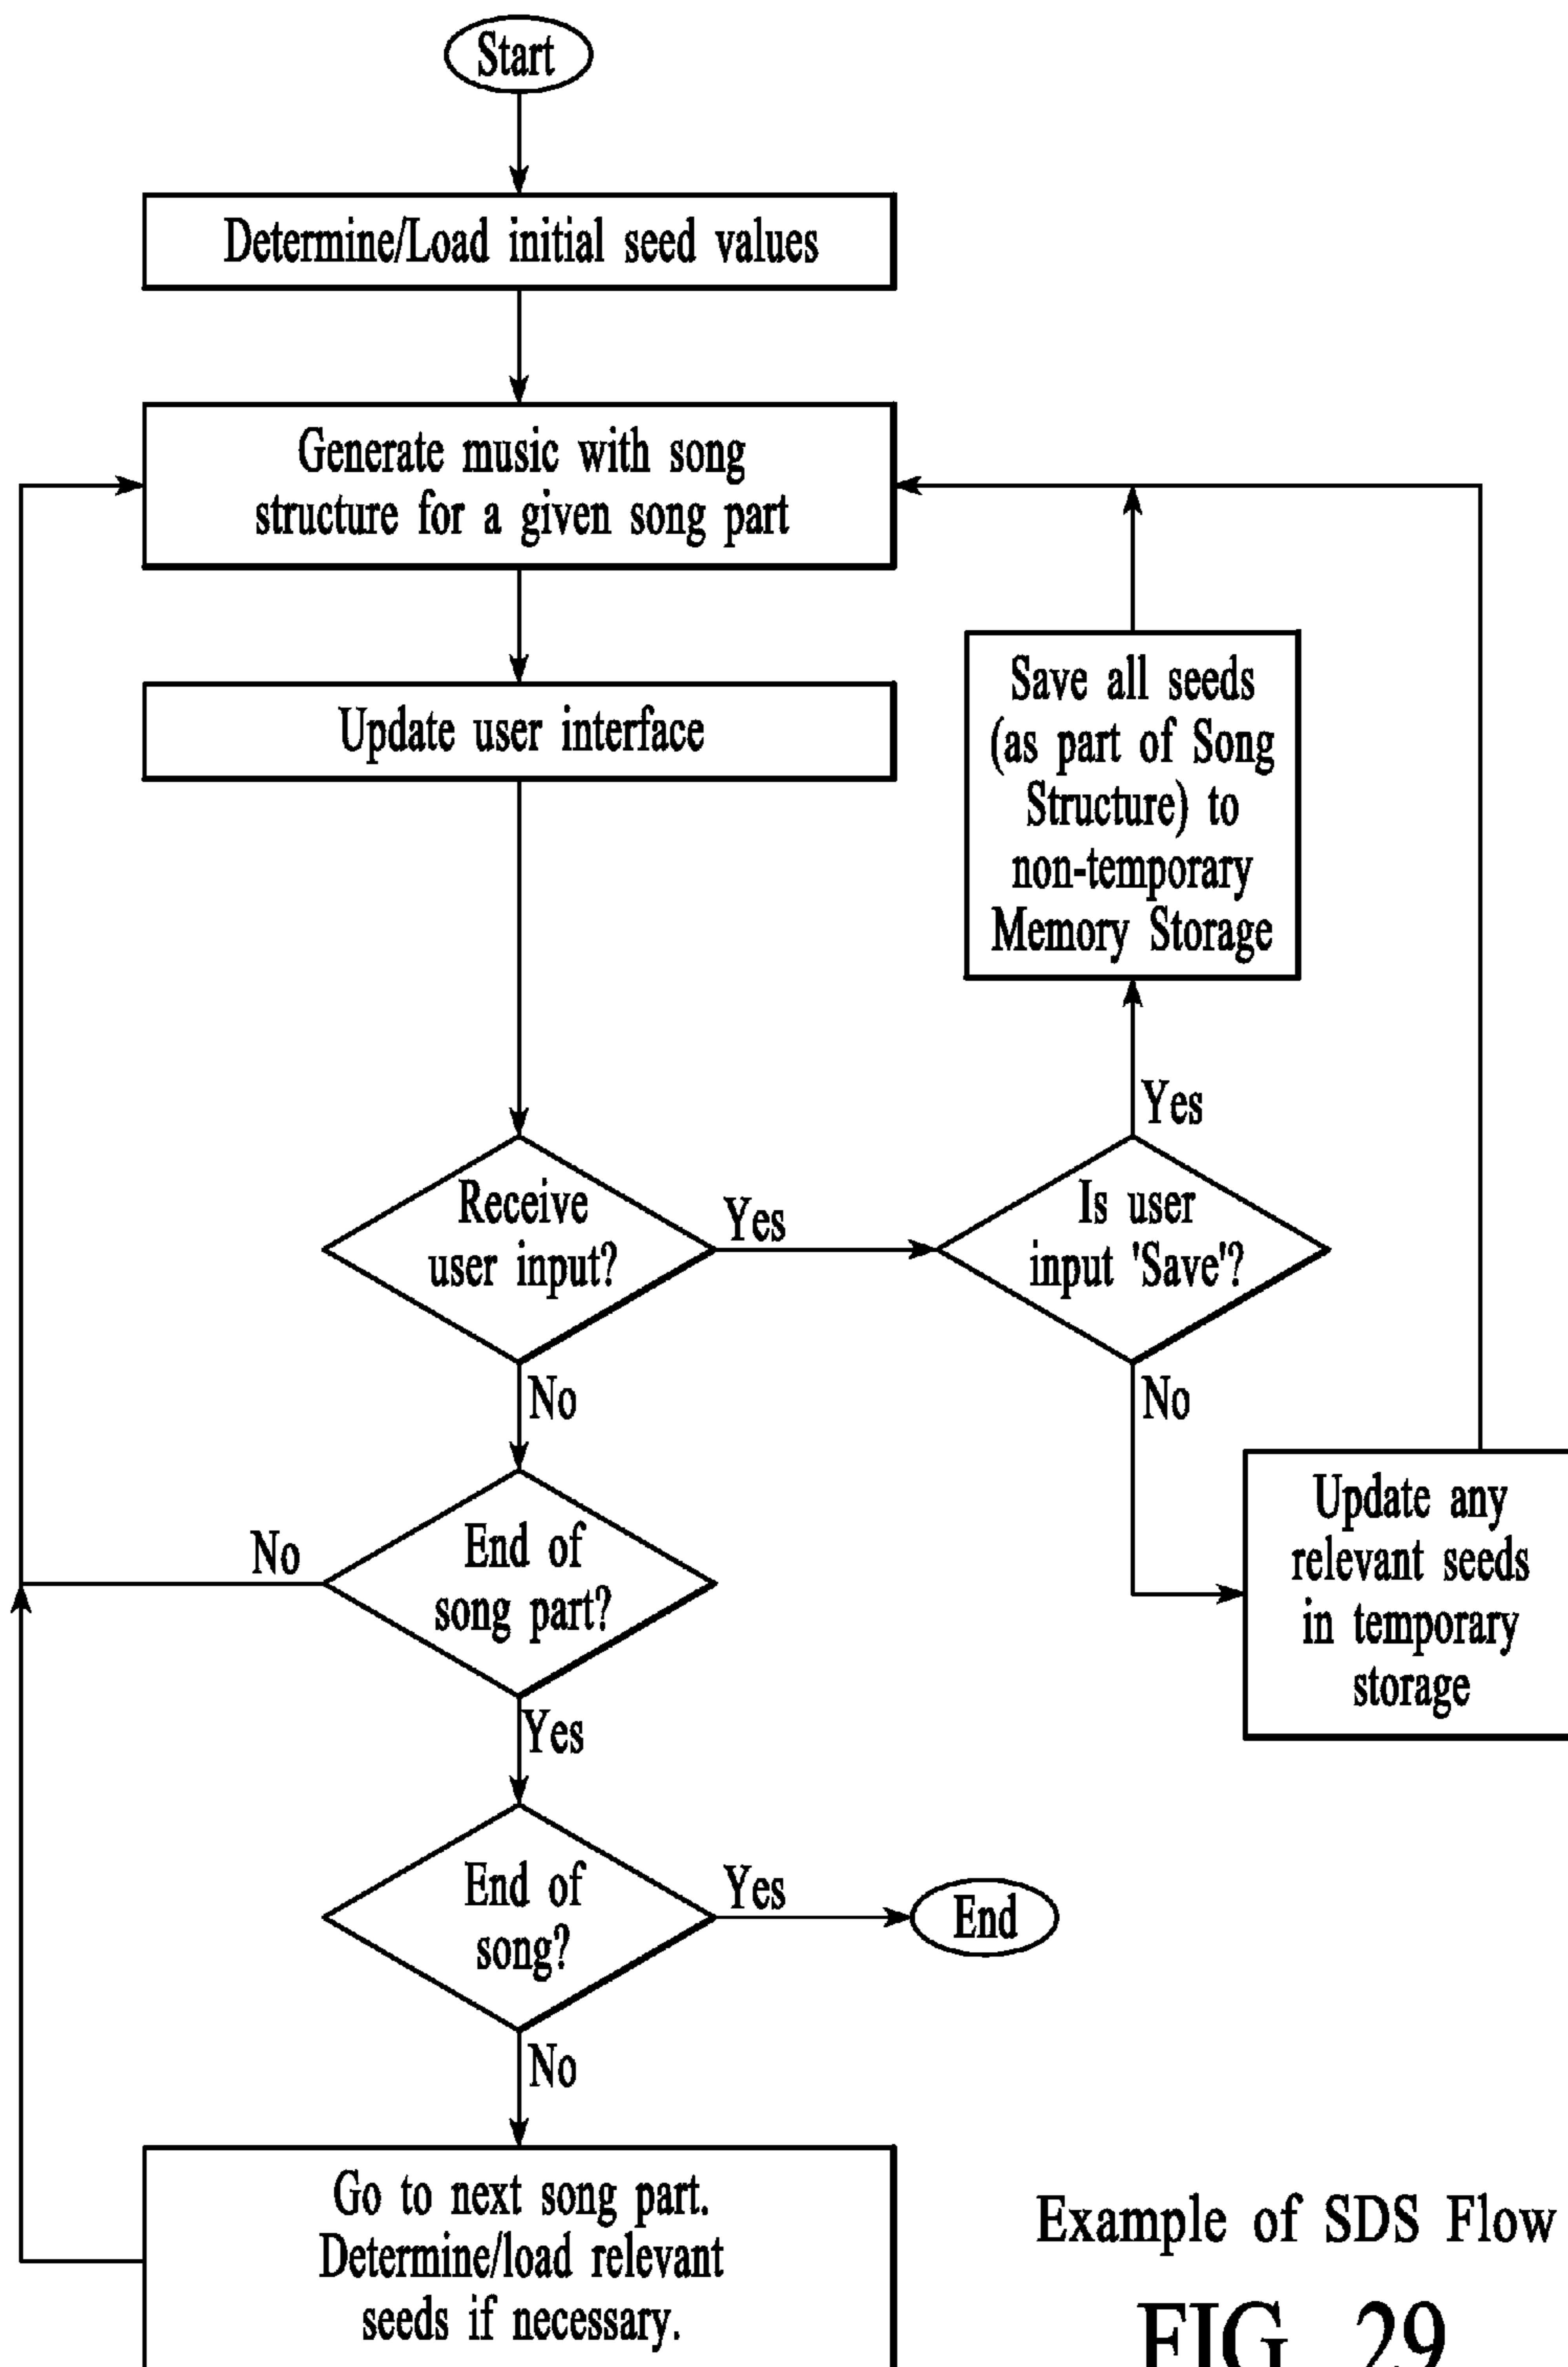 Start
Determine/Load initial seed values
Generate music with song
structure for a given song part
Update user interface
Save all seeds
(as part of Song
Structure) to
non-temporary
Memory Storage
Yes
Receive
user input?
Yes
Is user
input 'Save'?
No
No
Update any
relevant seeds
in temporary
storage
End of
song part?
No
Yes
End of
song?
Yes
End
No
Go to next song part.
Determine/load relevant
seeds if necessary.
Example of SDS Flow
FIG. 29